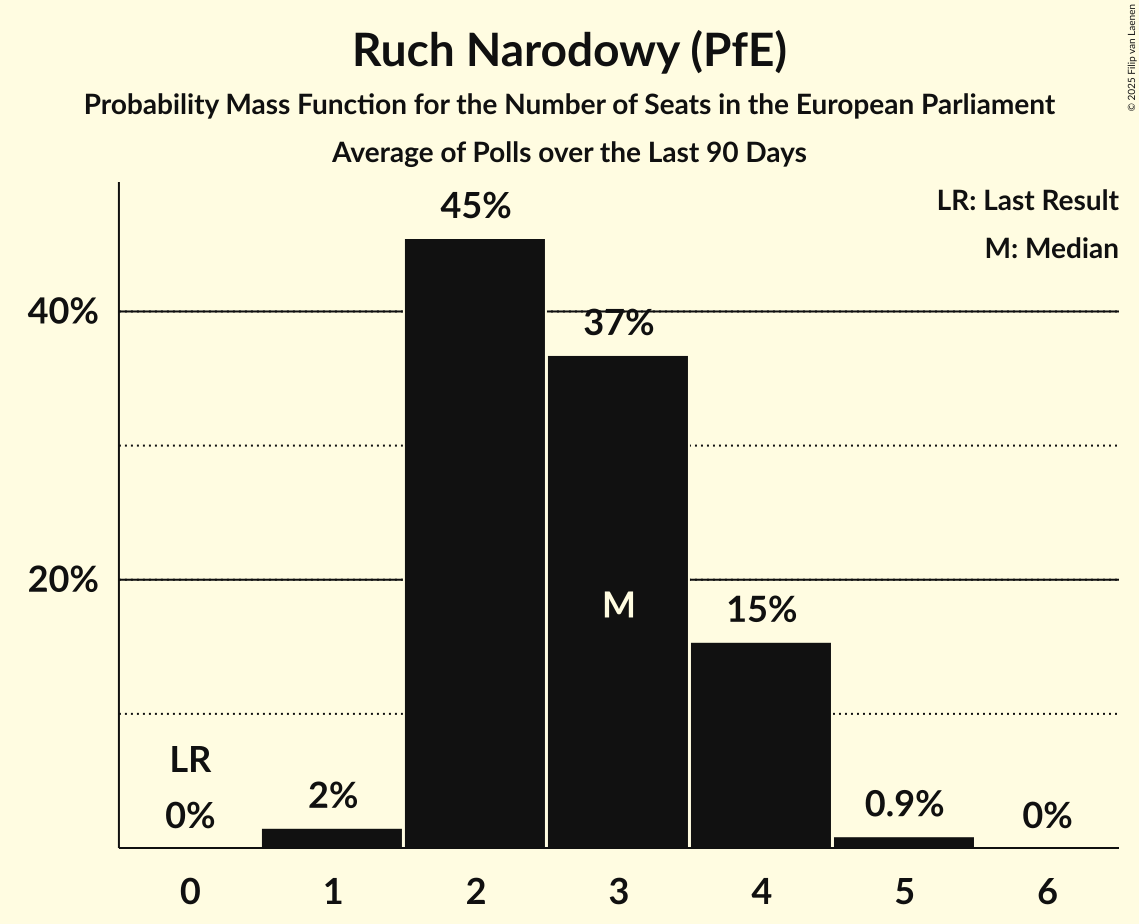 Ruch Narodowy (PfE)
Probability Mass Function for the Number of Seats in the European Parliament
Average of Polls over the Last 90 Days
© 2025 Filip van Laenen
LR: Last Result
M: Median
45%
40%
37%
20%
M
15%
LR
0%
2%
0.9%
0%
0 1 2 3 4 5 6